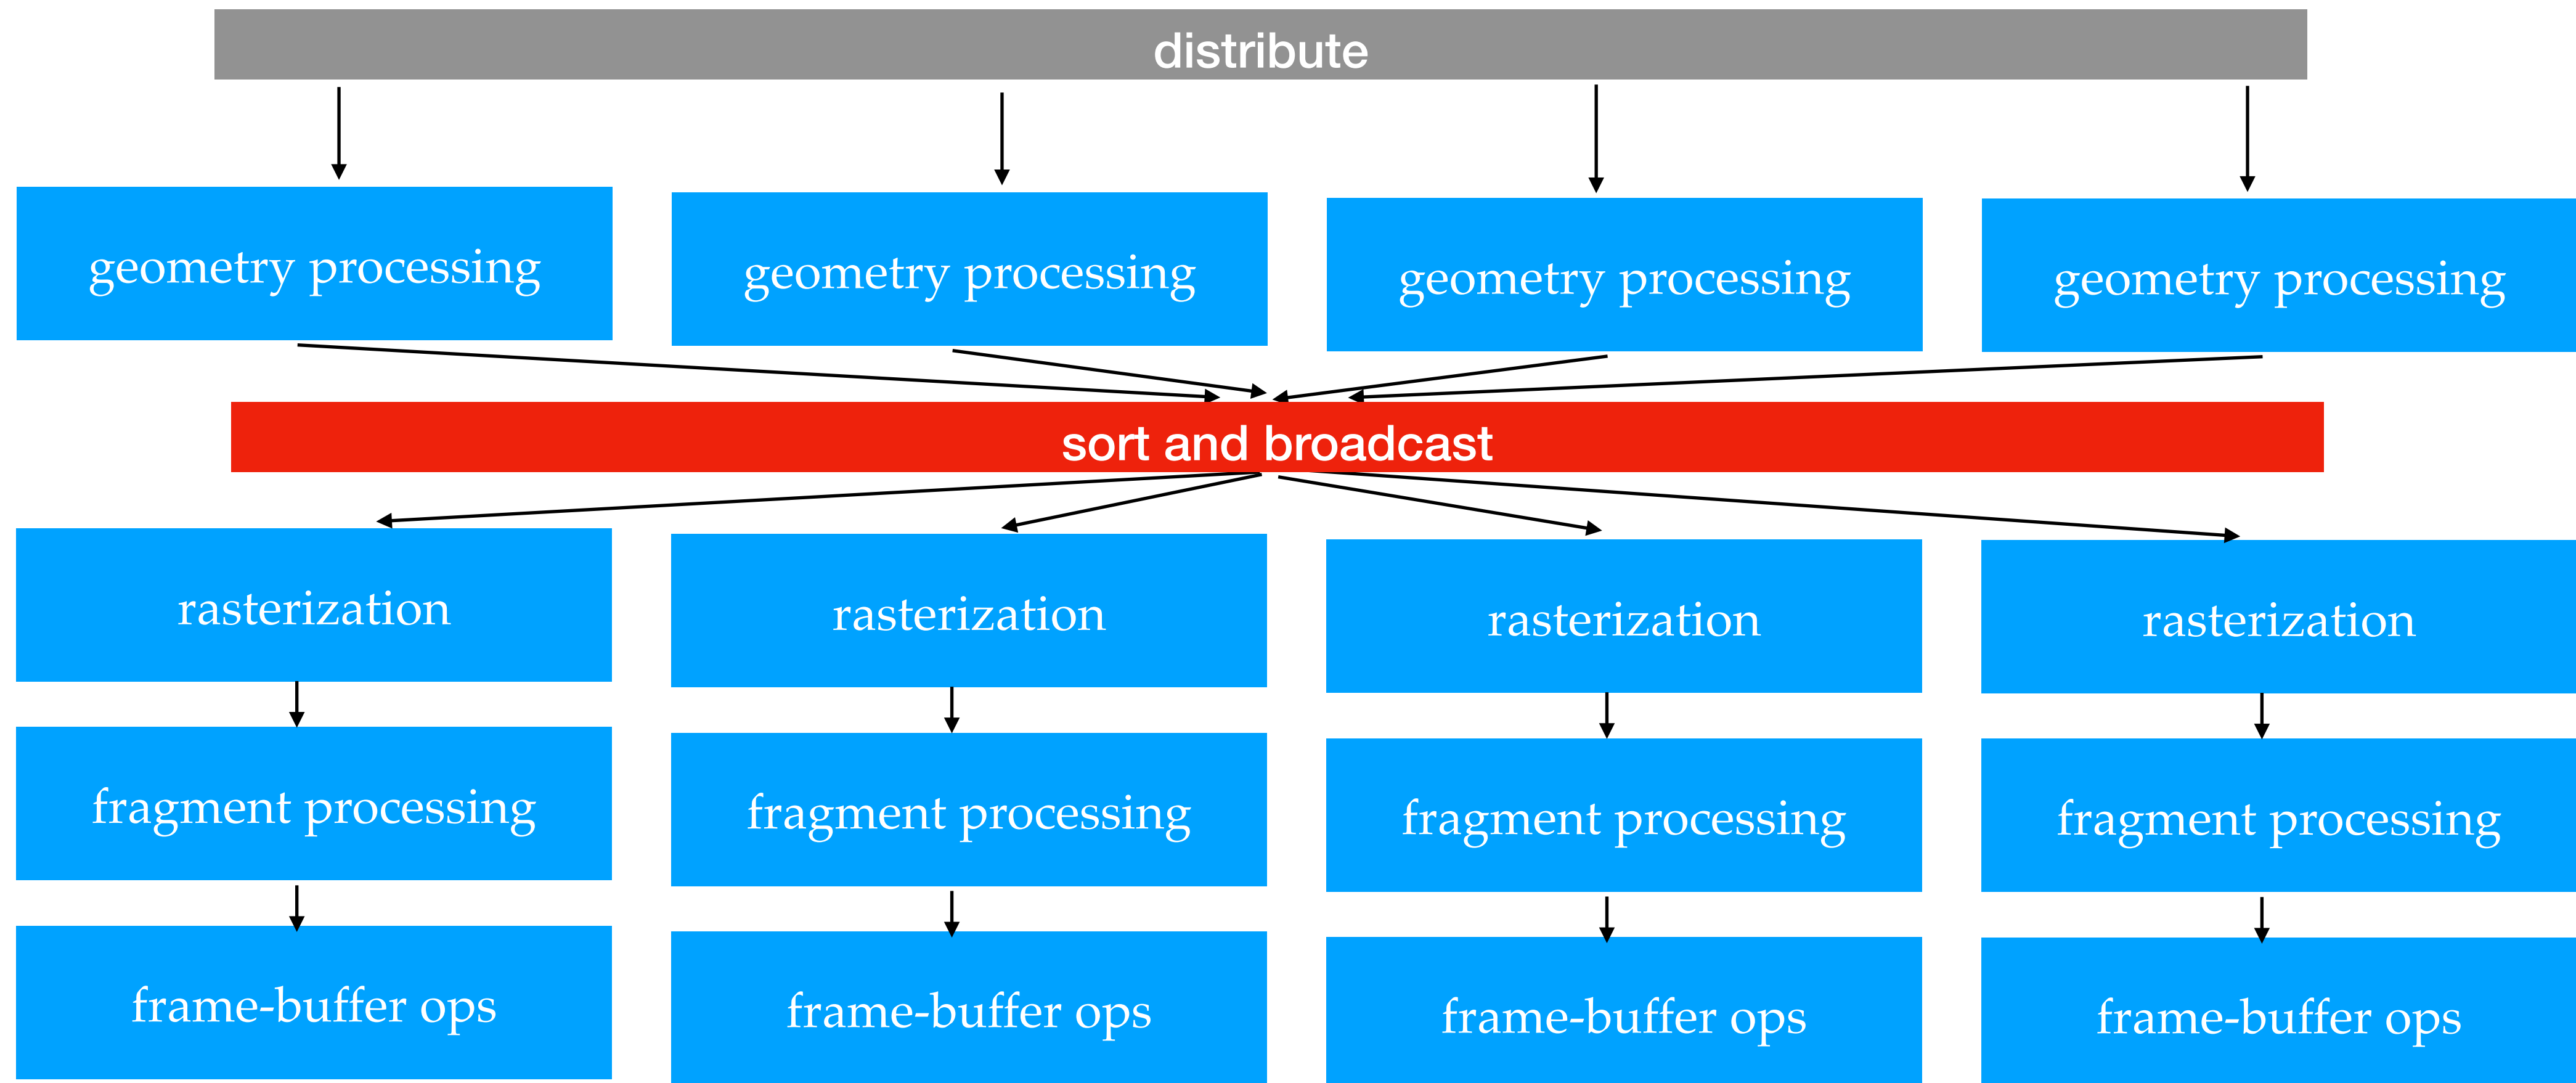 distribute
geometry processing
geometry processing
geometry processing
geometry processing
sort and broadcast
rasterization
rasterization
rasterization
rasterization
fragment processing
fragment processing
fragment processing
fragment processing
frame-buffer ops
frame-buffer ops
frame-buffer ops
frame-buffer ops